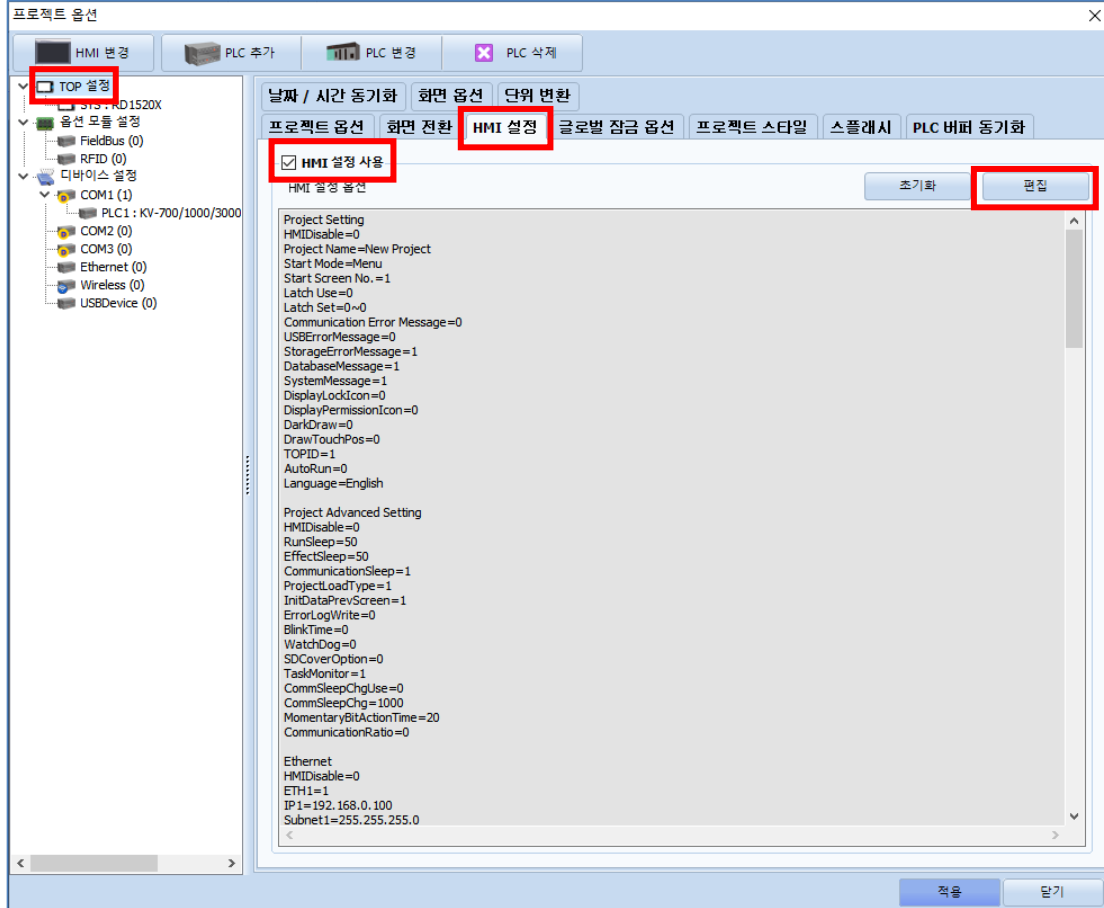 프로젝트 옵션
HMI 변경
PLC 추가
PLC 변경
PLC 삭제
TOP 설정
SYS : RD1520X
옵션 모듈 설정
FieldBus (0)
RFID (0)
디바이스 설정
COM1 (1)
PLC1 : KV-700/1000/3000
COM2 (0)
COM3 (0)
Ethernet (0)
Wireless (0)
USBDevice (0)
날짜 / 시간 동기화 화면 옵션 단위 변환
프로젝트 옵션 화면 전환 HMI 설정 글로벌 잠금 옵션 프로젝트 스타일 스플래시 PLC 버퍼 동기화
HMI 설정 사용
HMI 설정 옵션
초기화
편집
Project Setting
HMIDisable=0
Project Name=New Project
Start Mode=Menu
Start Screen No.=1
Latch Use=0
Latch Set=0~0
Communication Error Message=0
USBErrorMessage=0
StorageErrorMessage=1
DatabaseMessage=1
SystemMessage=1
DisplayLockIcon=0
DisplayPermissionIcon=0
DarkDraw=0
DrawTouchPos=0
TOPID=1
AutoRun=0
Language=English
Project Advanced Setting
HMIDisable=0
RunSleep=50
EffectSleep=50
CommunicationSleep=1
ProjectLoadType=1
InitDataPrevScreen=1
ErrorLogWrite=0
BlinkTime=0
WatchDog=0
SDCoverOption=0
TaskMonitor=1
CommSleepChgUse=0
CommSleepChg=1000
MomentaryBitActionTime=20
CommunicationRatio=0
Ethernet
HMIDisable=0
ETH1=1
IP1=192.168.0.100
Subnet1=255.255.255.0
적용
닫기